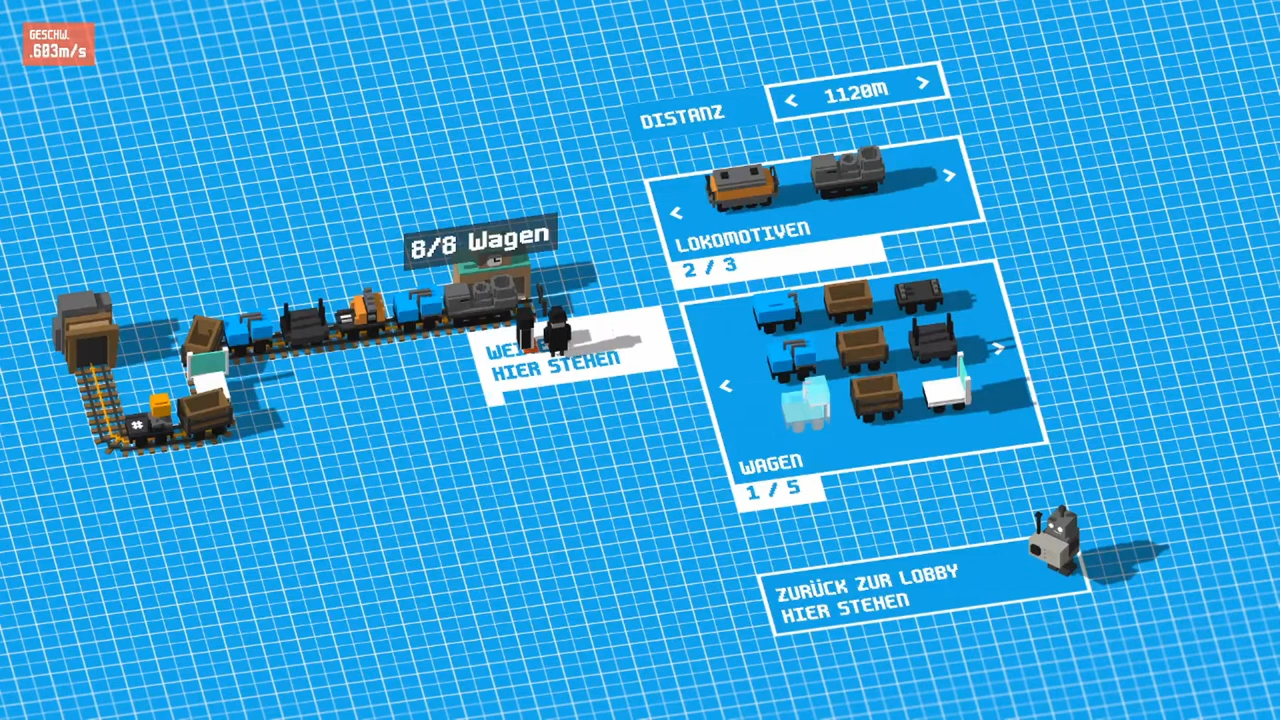 GESCHW.
.603m/s
DISTANZ
< 1120M >
8/8 Wagen
LOKOMOTIVEN
2 / 3
HIER STEHEN
WAGEN
1 / 5
ZURÜCK ZUR LOBBY
HIER STEHEN